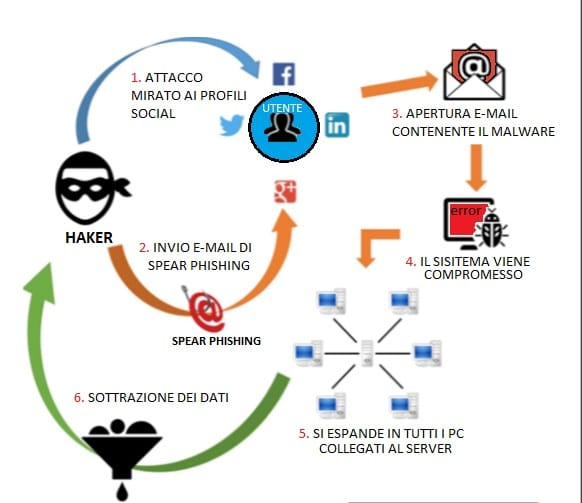 1. ATTACCO
MIRATO AI PROFILI
SOCIAL
UTENTE
f
in
g+
3. APERTURA E-MAIL
CONTENENTE IL MALWARE
HAKER
2. INVIO E-MAIL DI
SPEAR PHISHING
@
SPEAR PHISHING
@
error
4. IL SISITEMA VIENE
COMPROMESSO
5. SI ESPANDE IN TUTTI I PC
COLLEGATI AL SERVER
6. SOTTRAZIONE DEI DATI